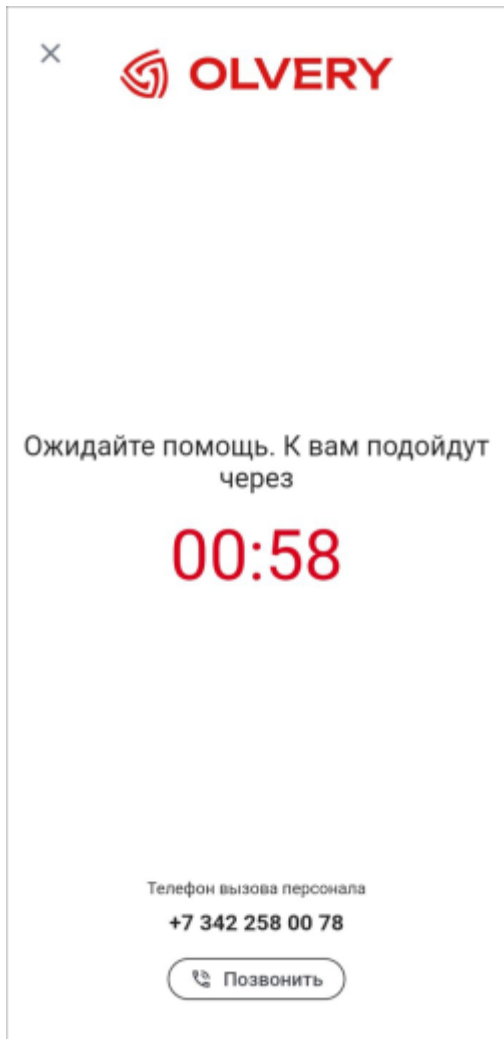 OLVERY
Ожидайте помощь. К вам подойдут
через
00:58
Телефон вызова персонала
+7 342 258 00 78
Позвонить